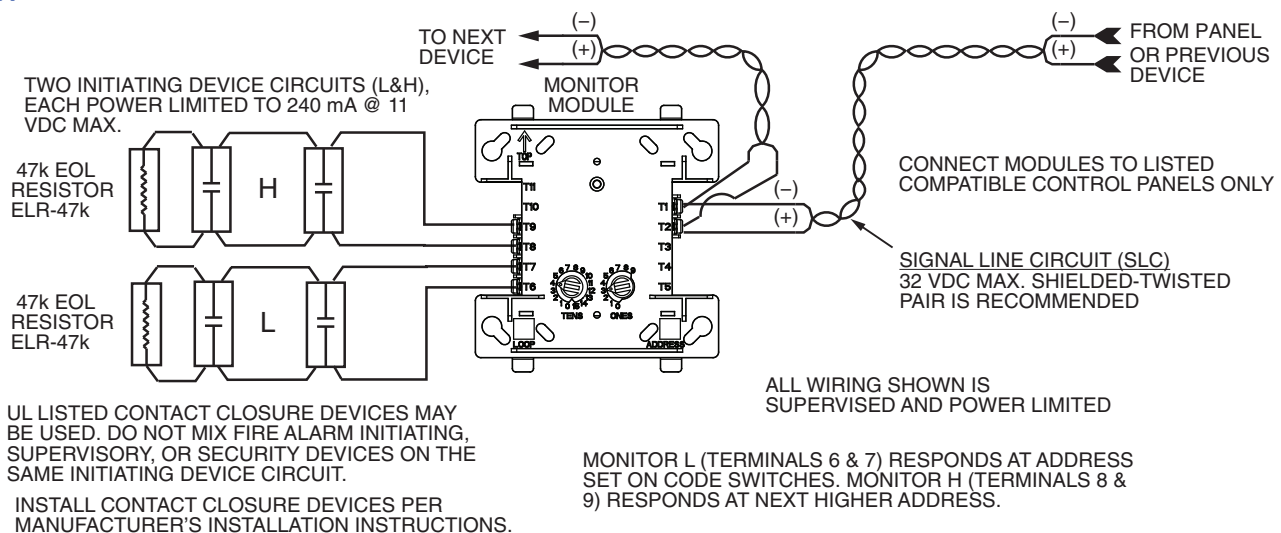 TO NEXT
DEVICE
(–)
(+)
(–)
(+)
FROM PANEL
OR PREVIOUS
DEVICE
TWO INITIATING DEVICE CIRCUITS (L&H),
EACH POWER LIMITED TO 240 mA @ 11
VDC MAX.
MONITOR
MODULE
47k EOL
RESISTOR
ELR-47k
H
47k EOL
RESISTOR
ELR-47k
L
TOP
T11
T10
T9
T8
T7
T6
T1
T2
T3
T4
T5
TENS
ONES
LOOP
ADDRESS
(–)
(+)
CONNECT MODULES TO LISTED
COMPATIBLE CONTROL PANELS ONLY
SIGNAL LINE CIRCUIT (SLC)
32 VDC MAX. SHIELDED-TWISTED
PAIR IS RECOMMENDED
ALL WIRING SHOWN IS
SUPERVISED AND POWER LIMITED
UL LISTED CONTACT CLOSURE DEVICES MAY
BE USED. DO NOT MIX FIRE ALARM INITIATING,
SUPERVISORY, OR SECURITY DEVICES ON THE
SAME INITIATING DEVICE CIRCUIT.
INSTALL CONTACT CLOSURE DEVICES PER
MANUFACTURER'S INSTALLATION INSTRUCTIONS.
MONITOR L (TERMINALS 6 & 7) RESPONDS AT ADDRESS
SET ON CODE SWITCHES. MONITOR H (TERMINALS 8 &
9) RESPONDS AT NEXT HIGHER ADDRESS.